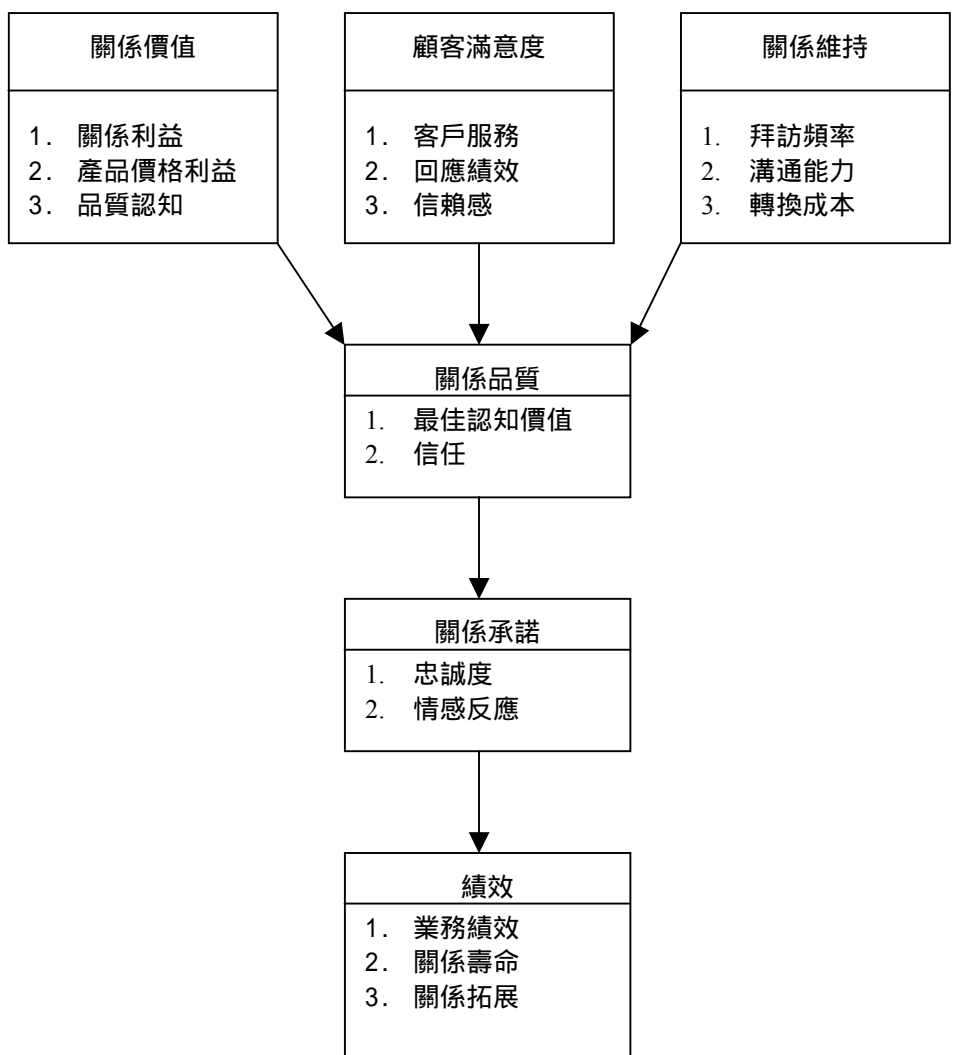 關係價值
1. 關係利益
2. 產品價格利益
3. 品質認知
顧客滿意度
1. 客戶服務
2. 回應績效
3. 信賴感
關係維持
1. 拜訪頻率
2. 溝通能力
3. 轉換成本
關係品質
1. 最佳認知價值
2. 信任
關係承諾
1. 忠誠度
2. 情感反應
績效
1. 業務績效
2. 關係壽命
3. 關係拓展